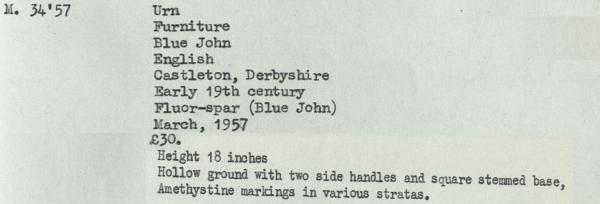 M. 34'57 Urn
Furniture
Blue John
English
Castleton, Derbyshire
Early 19th century
Fluor-spar (Blue John)
March, 1957
£30.
Height 18 inches
Hollow ground with two side handles and square stemmed base,
Amethystine markings in various stratas.